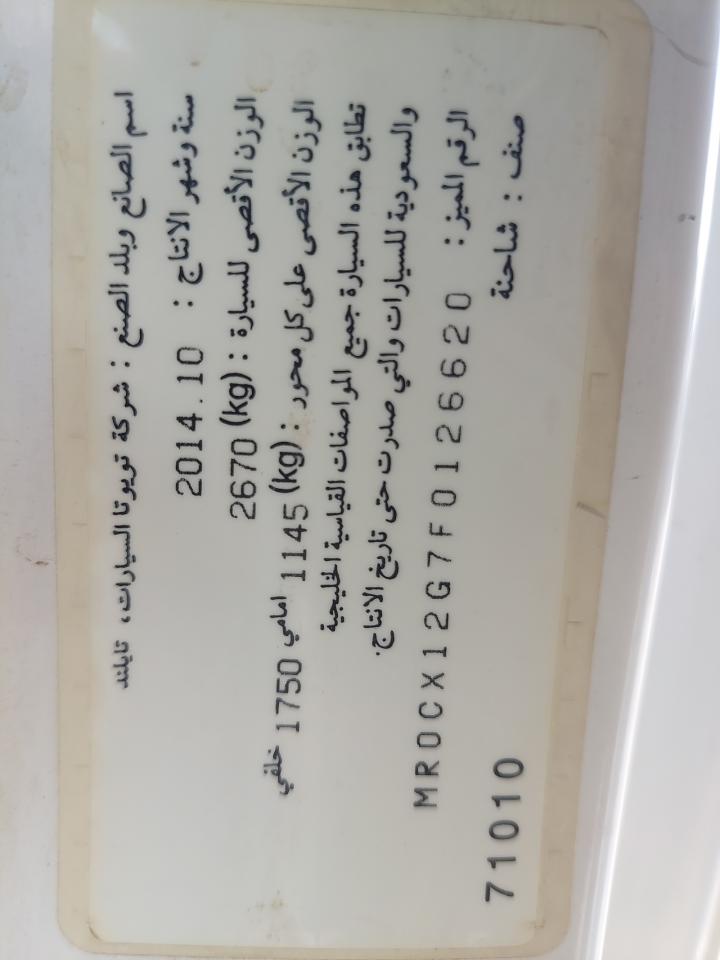 اسم الصانع وبلد الصنع : شركة تويوتا السيارات، تايلند
سنة وشهر الانتاج : 2014.10
الوزن الأقصى للسيارة : (kg) 2670
الوزن الأقصى على كل محور : (kg) 1145 امامي 1750 خلفي
تطابق هذه السيارة جميع المواصفات القياسية الخليجية
والسعودية للسيارات والتي صدرت حتى تاريخ الانتاج.
الرقم المميز : MR0CX12G7F0126620
صنف : شاحنة 71010